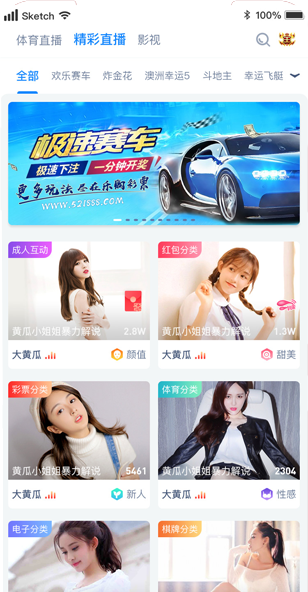 Sketch
100%
体育直播 精彩直播 影视
全部 欢乐赛车 炸金花 澳洲幸运5 斗地主 幸运飞艇
极速赛车
极速下注 一分钟开奖
更多玩法 尽在乐购彩票
成人互动
黄瓜小姐姐暴力解说 2.8W
大黄瓜 颜值
红包分类
黄瓜小姐姐暴力解说 1.3W
大黄瓜 甜美
彩票分类
黄瓜小姐姐暴力解说 5461
大黄瓜 新人
体育分类
黄瓜小姐姐暴力解说 2304
大黄瓜 性感
电子分类
棋牌分类